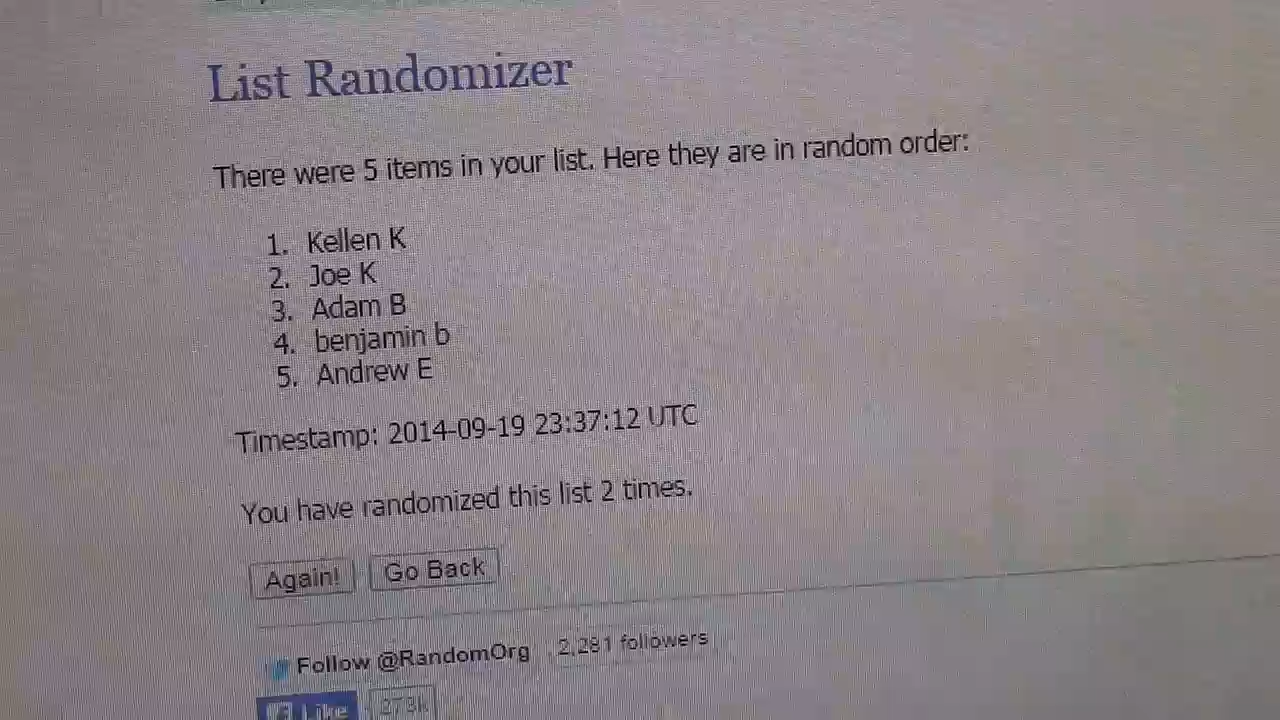 List Randomizer
There were 5 items in your list. Here they are in random order:
1. Kellen K
2. Joe K
3. Adam B
4. benjamin b
5. Andrew E
Timestamp: 2014-09-19 23:37:12 UTC
You have randomized this list 2 times.
Again! Go Back
Follow @RandomOrg 2,281 followers
Like